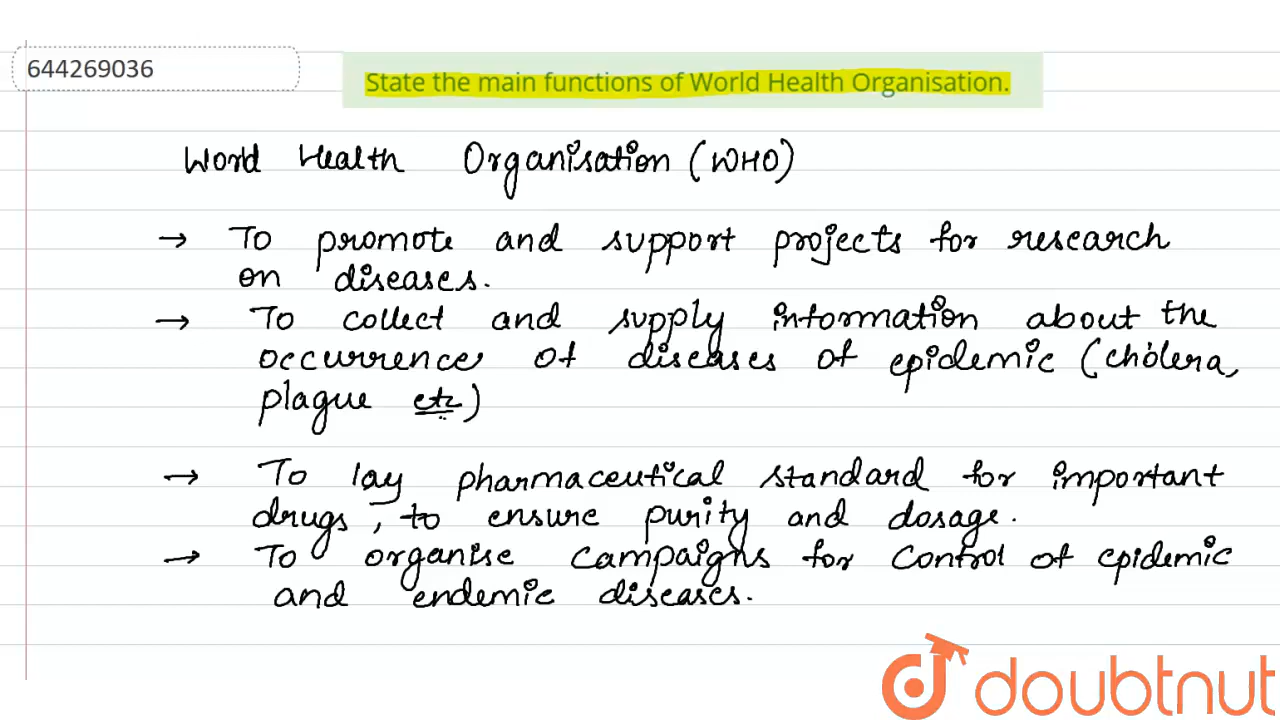 644269036
State the main functions of World Health Organisation.
World Health Organisation (WHO)
→ To promote and support projects for research
on diseases.
→ To collect and supply information about the
occurrence of diseases of epidemic (cholera,
plague etc)
→ To lay pharmaceutical standard for important
drugs, to ensure purity and dosage.
→ To organise campaigns for control of epidemic
and endemic diseases.
doubtnut